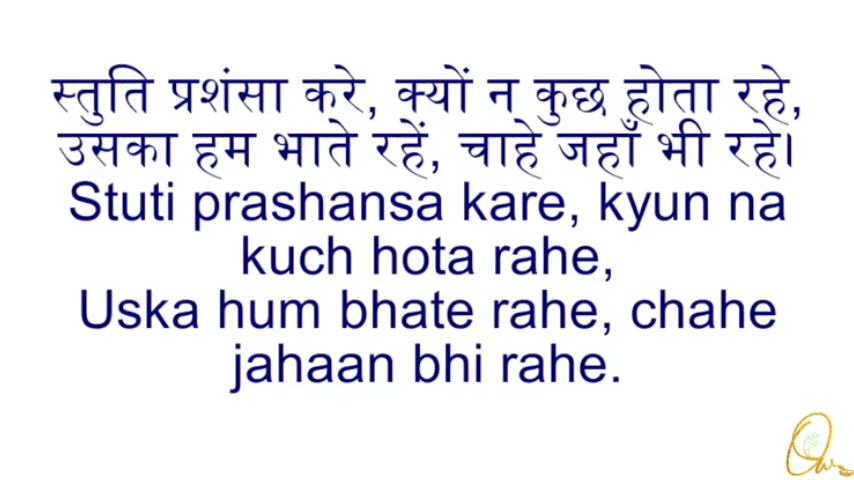 स्तुति प्रशंसा करे, क्यों न कुछ होता रहे,
उसका हम भाते रहें, चाहे जहाँ भी रहे।
Stuti prashansa kare, kyun na
kuch hota rahe,
Uska hum bhate rahe, chahe
jahaan bhi rahe.